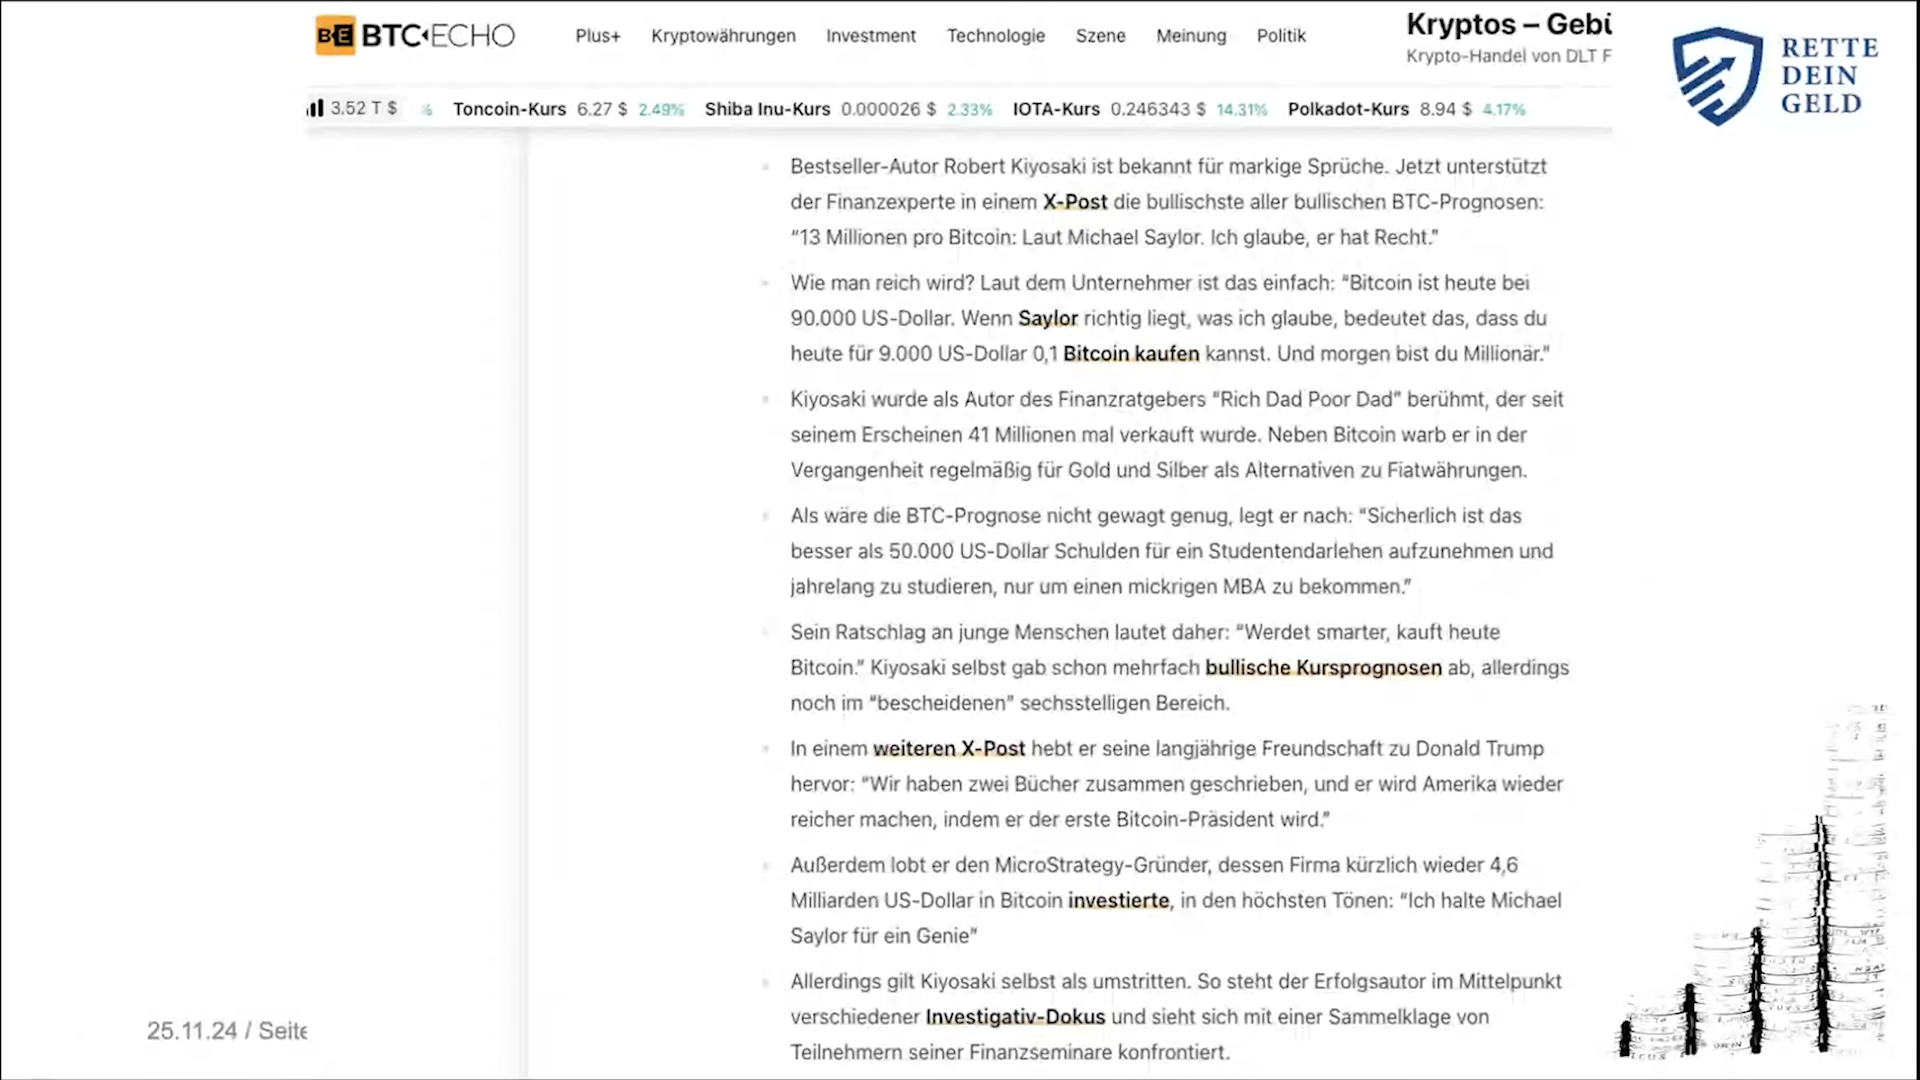 BE BTC ECHO
Plus+ Kryptowährungen Investment Technologie Szene Meinung Politik
Kryptos – Gebü
Krypto-Handel von DLT F
RETTE
DEIN
GELD
3.52 T $ % Toncoin-Kurs 6.27 $ 2.49% Shiba Inu-Kurs 0.000026 $ 2.33% IOTA-Kurs 0.246343 $ 14.31% Polkadot-Kurs 8.94 $ 4.17%
Bestseller-Autor Robert Kiyosaki ist bekannt für markige Sprüche. Jetzt unterstützt
der Finanzexperte in einem X-Post die bullischste aller bullischen BTC-Prognosen:
“13 Millionen pro Bitcoin: Laut Michael Saylor. Ich glaube, er hat Recht.”
Wie man reich wird? Laut dem Unternehmer ist das einfach: “Bitcoin ist heute bei
90.000 US-Dollar. Wenn Saylor richtig liegt, was ich glaube, bedeutet das, dass du
heute für 9.000 US-Dollar 0,1 Bitcoin kaufen kannst. Und morgen bist du Millionär.”
Kiyosaki wurde als Autor des Finanzratgebers “Rich Dad Poor Dad” berühmt, der seit
seinem Erscheinen 41 Millionen mal verkauft wurde. Neben Bitcoin warb er in der
Vergangenheit regelmäßig für Gold und Silber als Alternativen zu Fiatwährungen.
Als wäre die BTC-Prognose nicht gewagt genug, legt er nach: “Sicherlich ist das
besser als 50.000 US-Dollar Schulden für ein Studentendarlehen aufzunehmen und
jahrelang zu studieren, nur um einen mickrigen MBA zu bekommen.”
Sein Ratschlag an junge Menschen lautet daher: “Werdet smarter, kauft heute
Bitcoin.” Kiyosaki selbst gab schon mehrfach bullische Kursprognosen ab, allerdings
noch im “bescheidenen” sechsstelligen Bereich.
In einem weiteren X-Post hebt er seine langjährige Freundschaft zu Donald Trump
hervor: “Wir haben zwei Bücher zusammen geschrieben, und er wird Amerika wieder
reicher machen, indem er der erste Bitcoin-Präsident wird.”
Außerdem lobt er den MicroStrategy-Gründer, dessen Firma kürzlich wieder 4,6
Milliarden US-Dollar in Bitcoin investierte, in den höchsten Tönen: “Ich halte Michael
Saylor für ein Genie”
Allerdings gilt Kiyosaki selbst als umstritten. So steht der Erfolgsautor im Mittelpunkt
verschiedener Investigativ-Dokus und sieht sich mit einer Sammelklage von
Teilnehmern seiner Finanzseminare konfrontiert.
25.11.24 / Seite